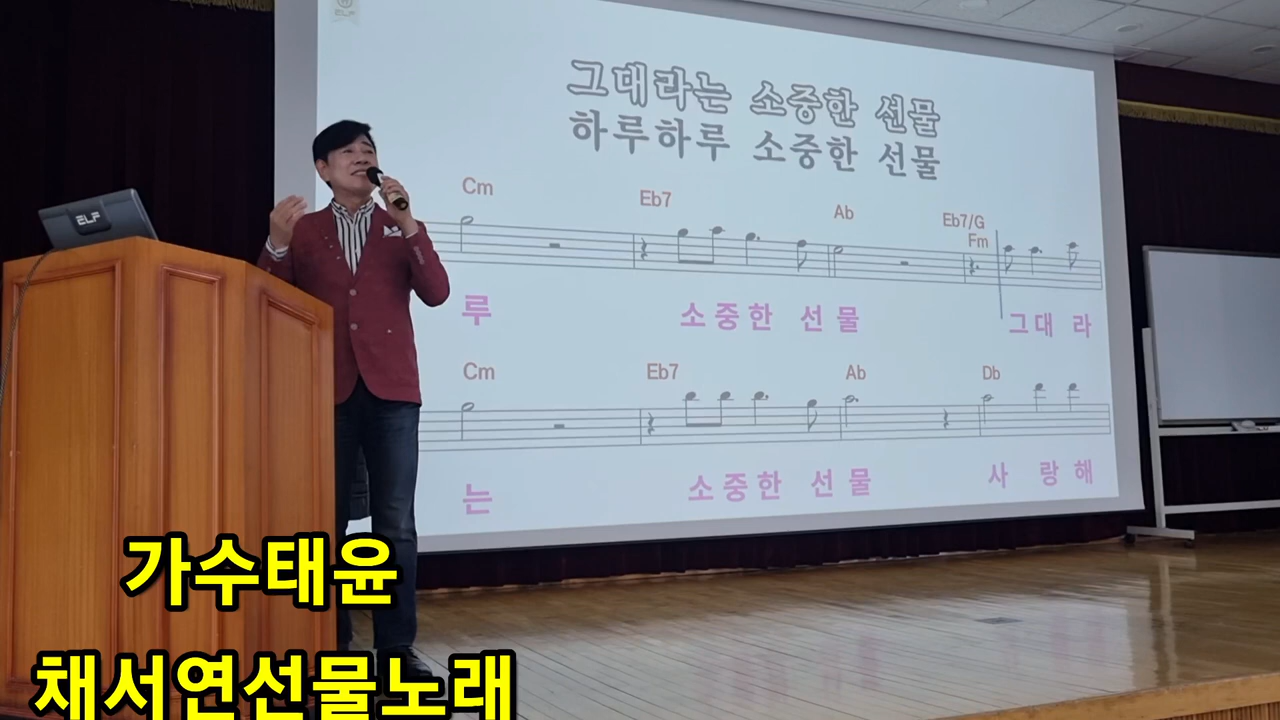 ELF
그대라는 소중한 선물
하루하루 소중한 선물
Cm Eb7 Ab Eb7/G Fm
루 소중한 선물 그대 라
Cm Eb7 Ab Db
는 소중한 선물 사 랑 해
ELF
가수태윤
채서연선물노래